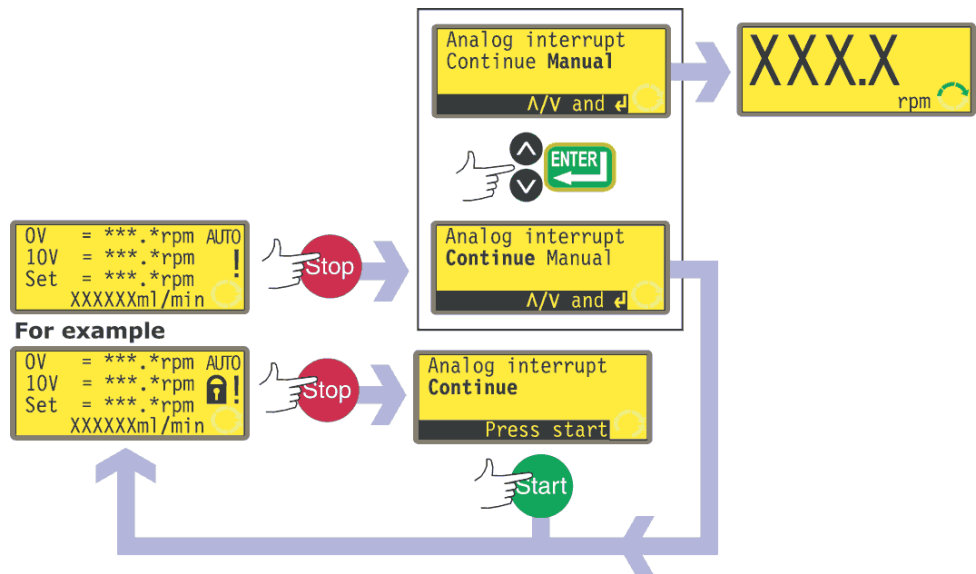 Analog interrupt
Continue Manual
Λ/V and ↲
XXX.X
rpm
ENTER
0V = ***.*rpm AUTO
10V = ***.*rpm !
Set = ***.*rpm
XXXXXXml/min
Stop
Analog interrupt
Continue Manual
Λ/V and ↲
For example
0V = ***.*rpm AUTO
10V = ***.*rpm !
Set = ***.*rpm
XXXXXXml/min
Stop
Analog interrupt
Continue
Press start
Start